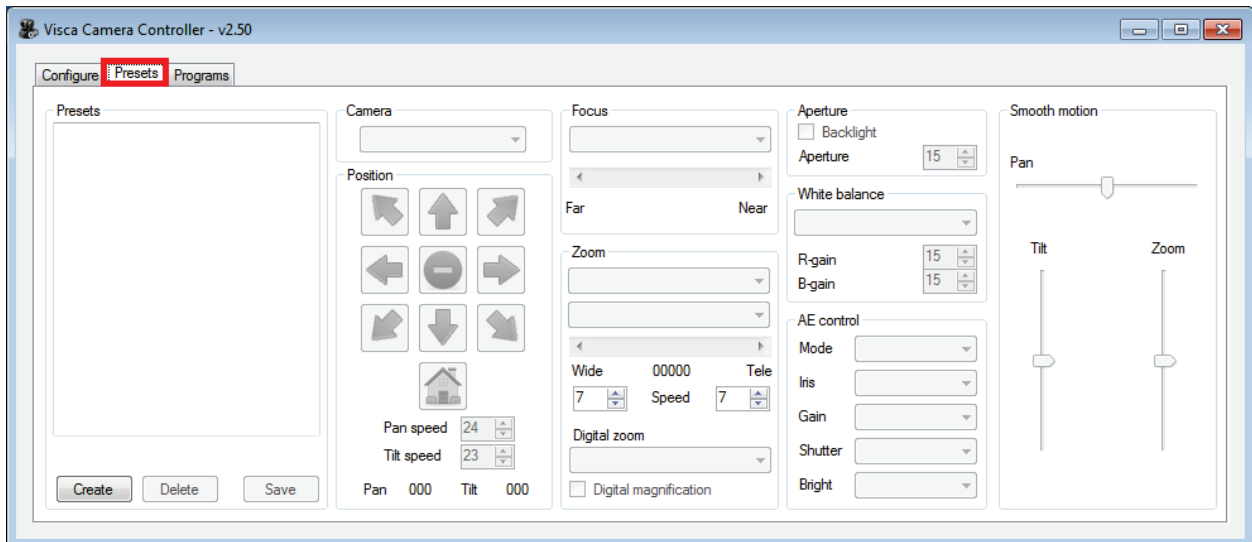 Visca Camera Controller - v2.50
Configure Presets Programs
Presets
Create Delete Save
Camera
Position
Pan speed 24
Tilt speed 23
Pan 000 Tilt 000
Focus
Far Near
Zoom
Wide 00000 Tele
7 Speed 7
Digital zoom
Digital magnification
Aperture
Backlight
Aperture 15
White balance
R-gain 15
B-gain 15
AE control
Mode
Iris
Gain
Shutter
Bright
Smooth motion
Pan
Tilt Zoom